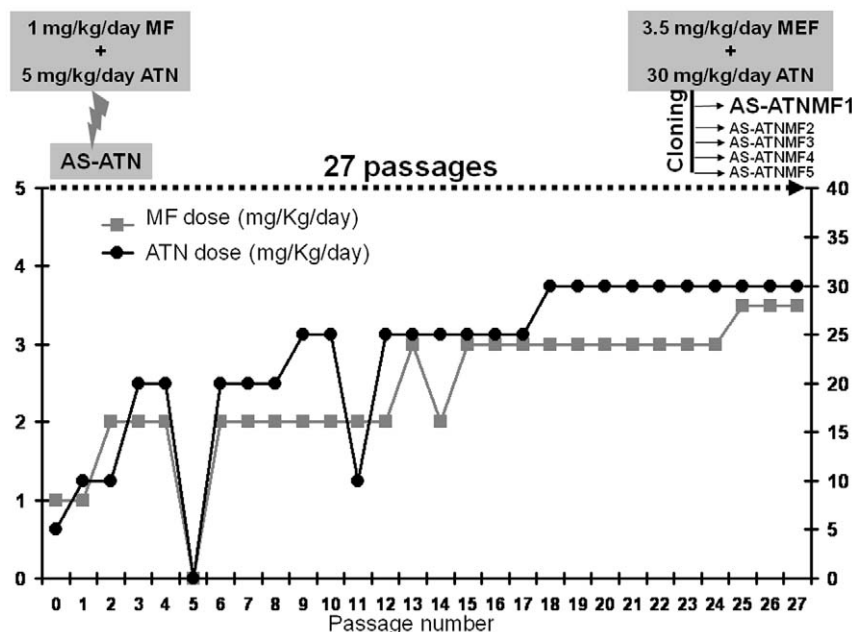 1 mg/kg/day MF
+
5 mg/kg/day ATN
3.5 mg/kg/day MEF
+
30 mg/kg/day ATN
AS-ATN
Cloning
AS-ATNMF1
AS-ATNMF2
AS-ATNMF3
AS-ATNMF4
AS-ATNMF5
27 passages
MF dose (mg/Kg/day)
ATN dose (mg/Kg/day)
5
4
3
2
1
0
40
35
30
25
20
15
10
5
0
0 1 2 3 4 5 6 7 8 9 10 11 12 13 14 15 16 17 18 19 20 21 22 23 24 25 26 27
Passage number